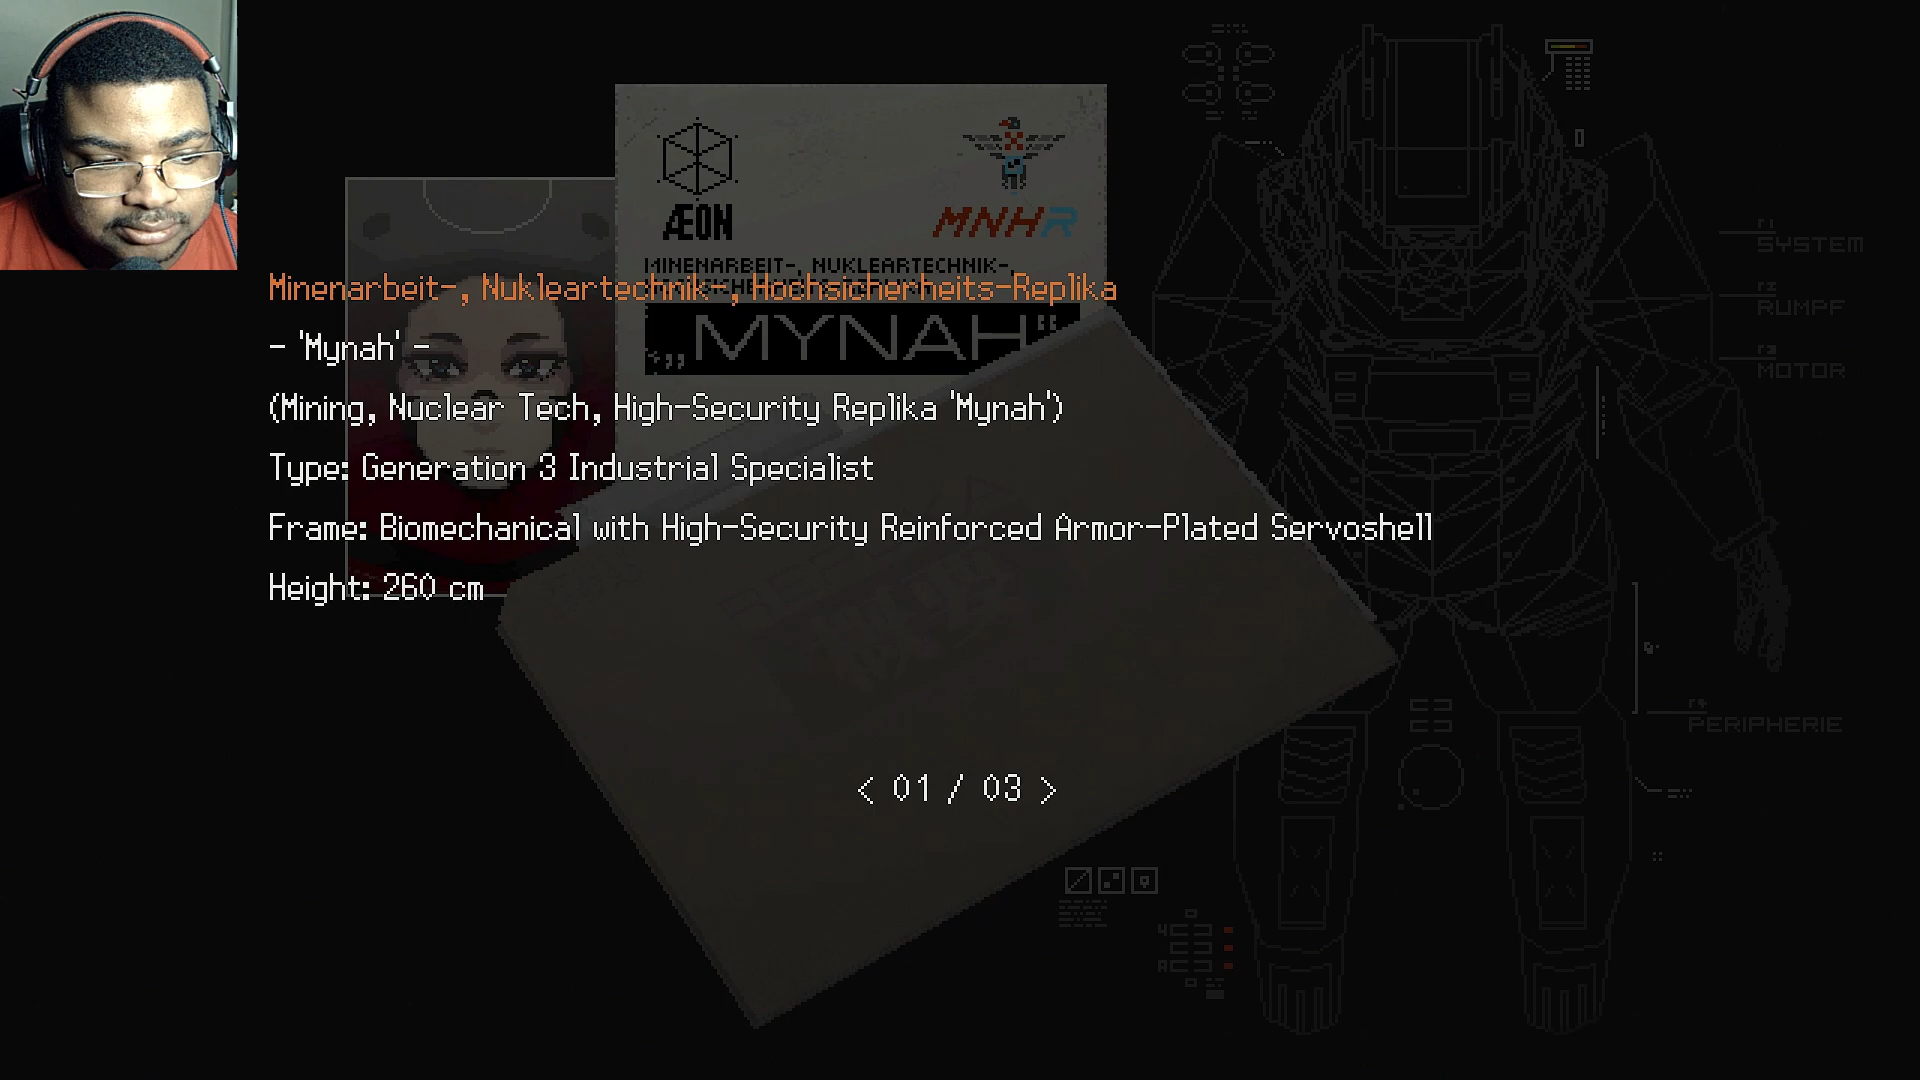 ÆON
MNHR
MINENARBEIT-, NUKLEARTECHNIK-,
„MYNAH“
Minenarbeit-, Nukleartechnik-, Hochsicherheits-Replika
- 'Mynah' -
(Mining, Nuclear Tech, High-Security Replika 'Mynah')
Type: Generation 3 Industrial Specialist
Frame: Biomechanical with High-Security Reinforced Armor-Plated Servoshell
Height: 260 cm
< 01 / 03 >
SYSTEM
RUMPF
MOTOR
PERIPHERIE